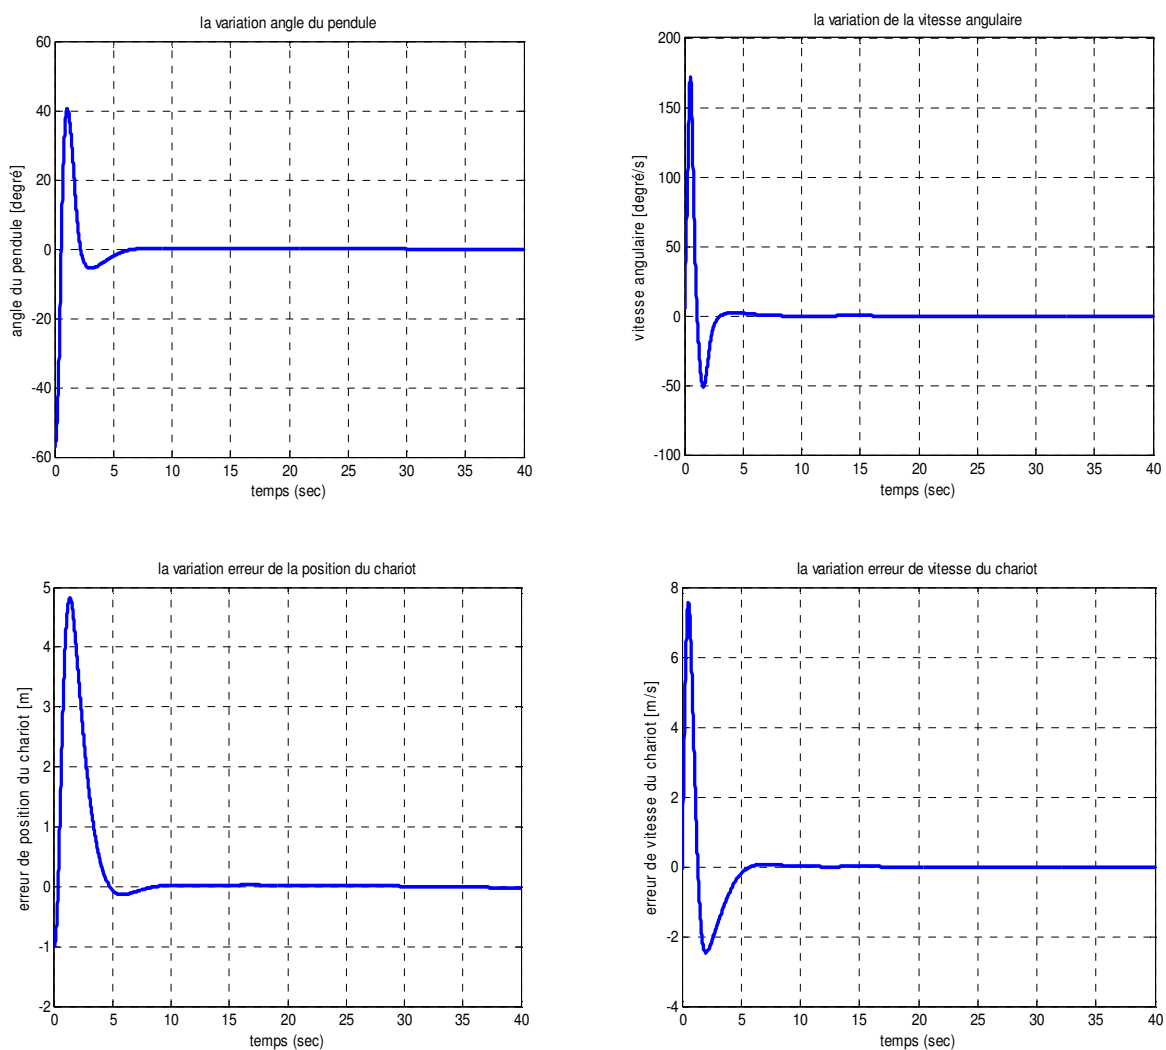 la variation angle du pendule
60
40
20
0
-20
-40
-60
angle du pendule [degré]
0 5 10 15 20 25 30 35 40
temps (sec)
la variation de la vitesse angulaire
200
150
100
50
0
-50
-100
vitesse angulaire [degré/s]
0 5 10 15 20 25 30 35 40
temps (sec)
la variation erreur de la position du chariot
5
4
3
2
1
0
-1
-2
erreur de position du chariot [m]
0 5 10 15 20 25 30 35 40
temps (sec)
la variation erreur de vitesse du chariot
8
6
4
2
0
-2
-4
erreur de vitesse du chariot [m/s]
0 5 10 15 20 25 30 35 40
temps (sec)